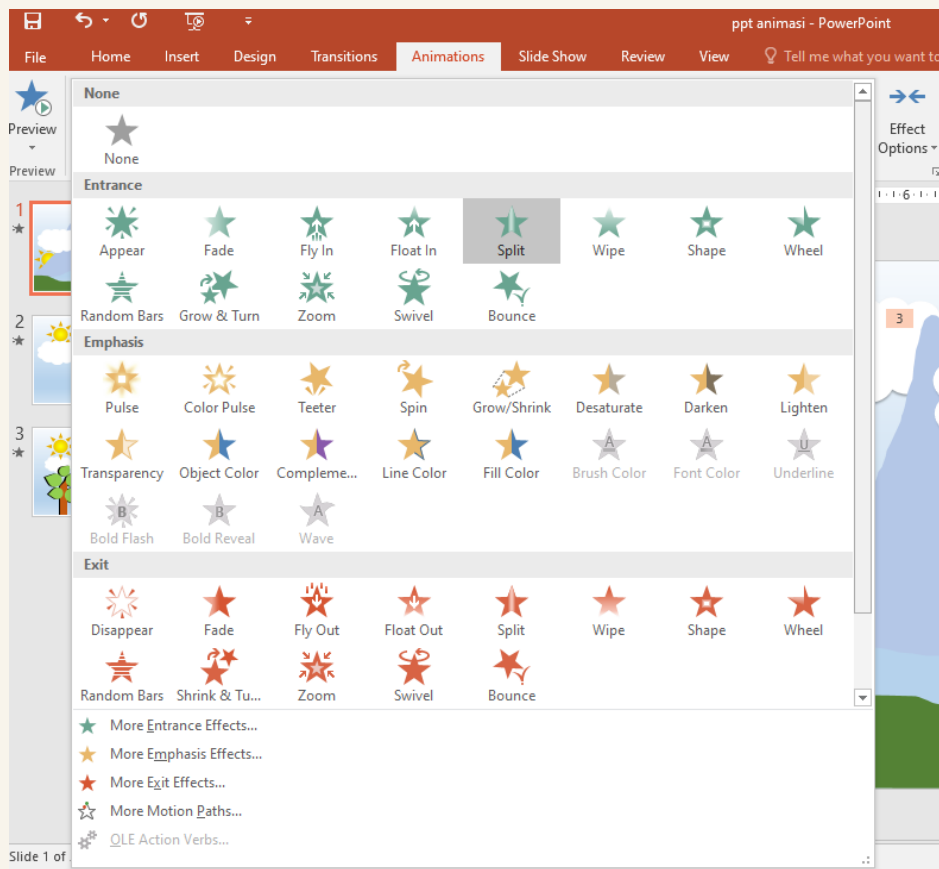 ppt animasi - PowerPoint
File Home Insert Design Transitions Animations Slide Show Review View Tell me what you want to
Preview
Preview
Effect
Options
None
None
Entrance
Appear Fade Fly In Float In Split Wipe Shape Wheel
Random Bars Grow & Turn Zoom Swivel Bounce
Emphasis
Pulse Color Pulse Teeter Spin Grow/Shrink Desaturate Darken Lighten
Transparency Object Color Compleme... Line Color Fill Color Brush Color Font Color Underline
Bold Flash Bold Reveal Wave
Exit
Disappear Fade Fly Out Float Out Split Wipe Shape Wheel
Random Bars Shrink & Tu... Zoom Swivel Bounce
More Entrance Effects...
More Emphasis Effects...
More Exit Effects...
More Motion Paths...
OLE Action Verbs...
1
2
3
6
3
Slide 1 of